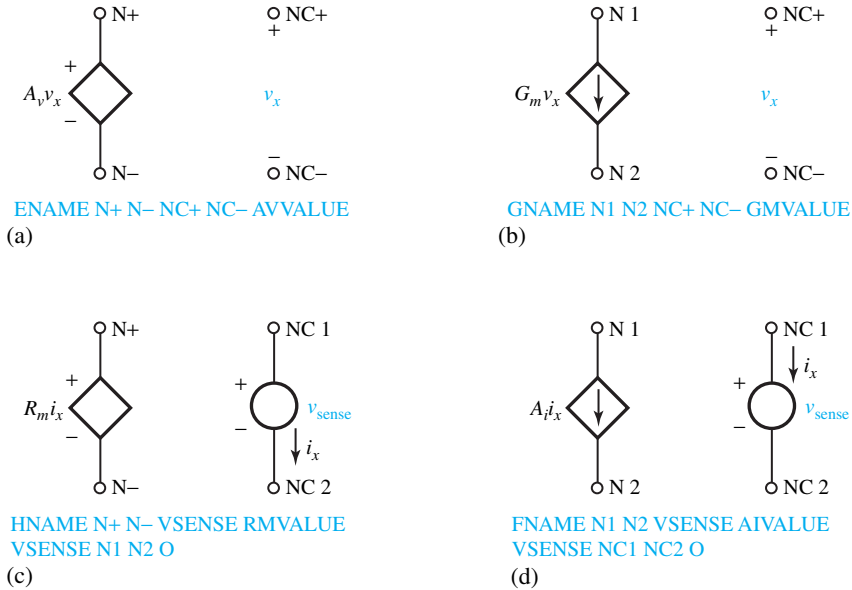 N+
NC+
+
+
A_v v_x
v_x
−
−
N−
NC−
ENAME N+ N− NC+ NC− AVVALUE
(a)
N 1
NC+
+
G_m v_x
v_x
−
N 2
NC−
GNAME N1 N2 NC+ NC− GMVALUE
(b)
N+
NC 1
+
+
R_m i_x
v_sense
−
−
i_x
N−
NC 2
HNAME N+ N− VSENSE RMVALUE
VSENSE N1 N2 O
(c)
N 1
NC 1
i_x
+
A_i i_x
v_sense
−
N 2
NC 2
FNAME N1 N2 VSENSE AIVALUE
VSENSE NC1 NC2 O
(d)